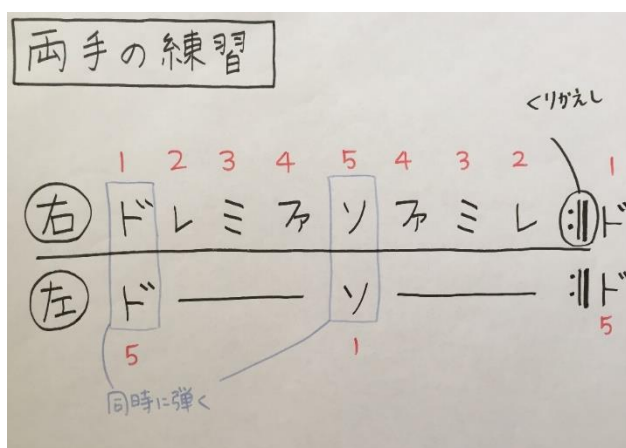 両手の練習
くりかえし
1 2 3 4 5 4 3 2 1
右 ド レ ミ ファ ソ ファ ミ レ :‖ ド
左 ド ——— ソ ——— :‖ ド
5 1 5
同時に弾く